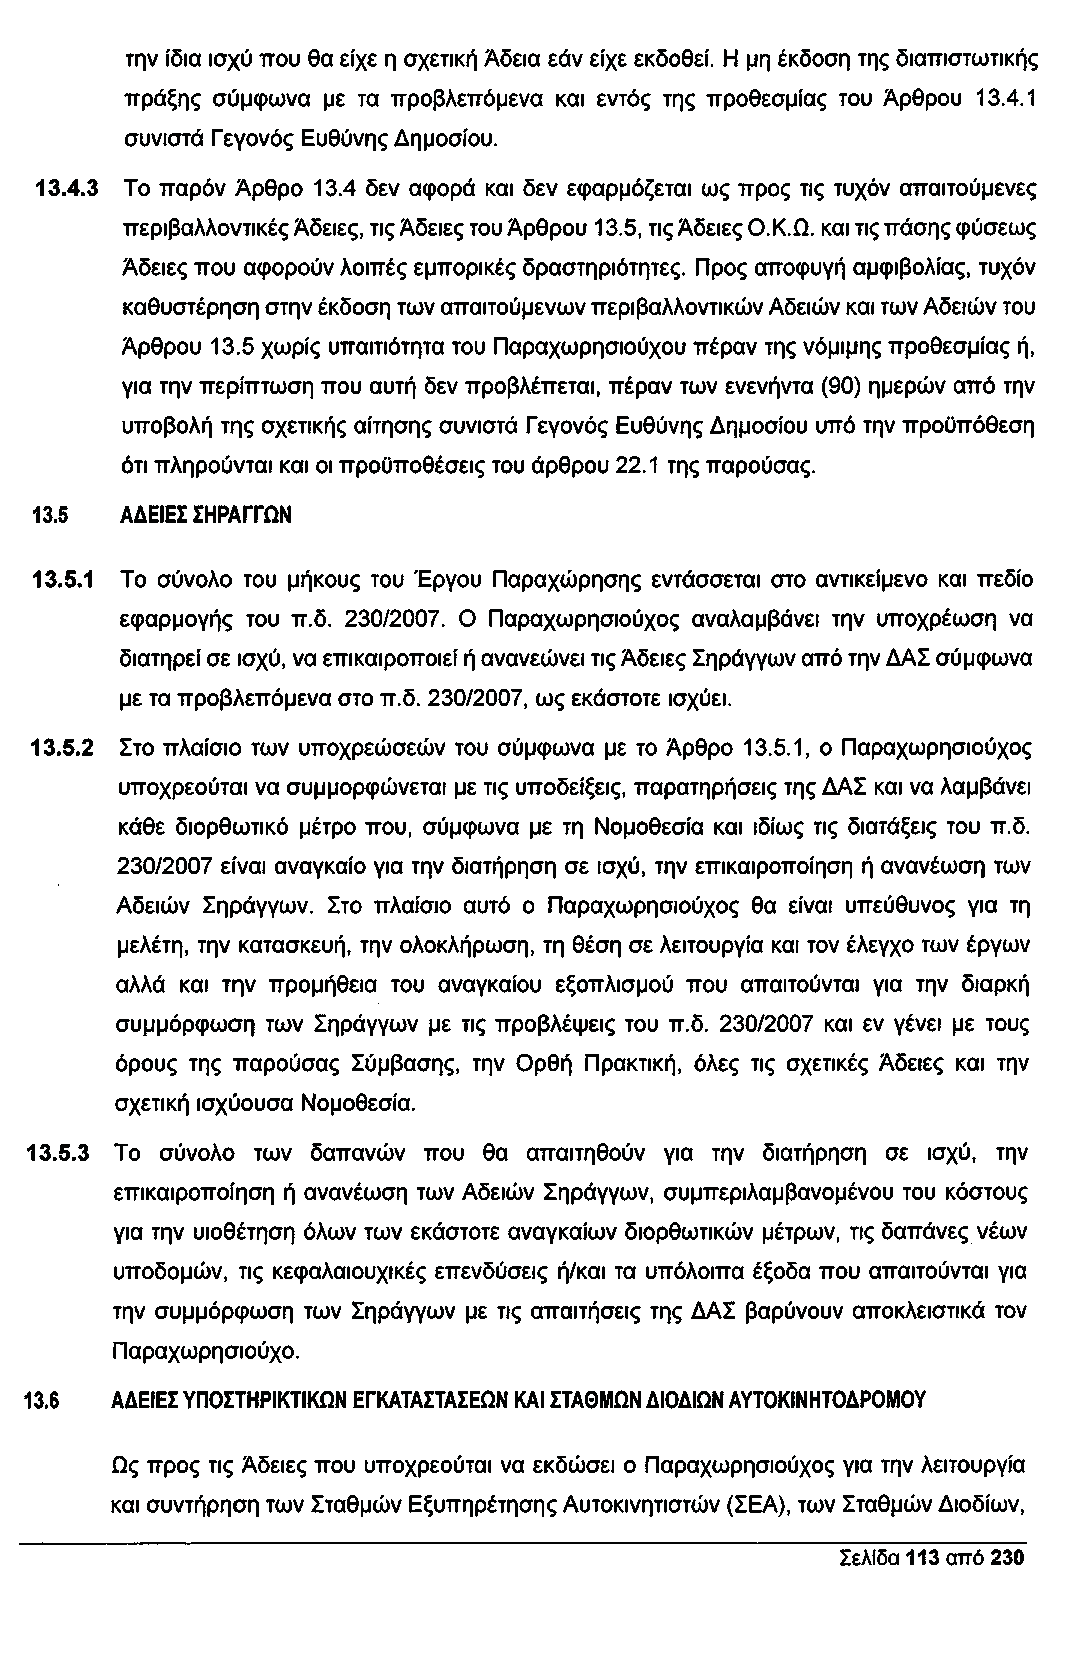 την ίδια ισχύ που θα είχε η σχετική Άδεια εάν είχε εκδοθεί. Η μη έκδοση της διαπιστωτικής
πράξης σύμφωνα με τα προβλεπόμενα και εντός της προθεσμίας του Άρθρου 13.4.1
συνιστά Γεγονός Ευθύνης Δημοσίου.
13.4.3 Το παρόν Άρθρο 13.4 δεν αφορά και δεν εφαρμόζεται ως προς τις τυχόν απαιτούμενες
περιβαλλοντικές Άδειες, τις Άδειες του Άρθρου 13.5, τις Άδειες Ο.Κ.Ω. και τις πάσης φύσεως
Άδειες που αφορούν λοιπές εμπορικές δραστηριότητες. Προς αποφυγή αμφιβολίας, τυχόν
καθυστέρηση στην έκδοση των απαιτούμενων περιβαλλοντικών Αδειών και των Αδειών του
Άρθρου 13.5 χωρίς υπαιτιότητα του Παραχωρησιούχου πέραν της νόμιμης προθεσμίας ή,
για την περίπτωση που αυτή δεν προβλέπεται, πέραν των ενενήντα (90) ημερών από την
υποβολή της σχετικής αίτησης συνιστά Γεγονός Ευθύνης Δημοσίου υπό την προϋπόθεση
ότι πληρούνται και οι προϋποθέσεις του άρθρου 22.1 της παρούσας.
13.5 ΑΔΕΙΕΣ ΣΗΡΑΓΓΩΝ
13.5.1 Το σύνολο του μήκους του Έργου Παραχώρησης εντάσσεται στο αντικείμενο και πεδίο
εφαρμογής του π.δ. 230/2007. Ο Παραχωρησιούχος αναλαμβάνει την υποχρέωση να
διατηρεί σε ισχύ, να επικαιροποιεί ή ανανεώνει τις Άδειες Σηράγγων από την ΔΑΣ σύμφωνα
με τα προβλεπόμενα στο π.δ. 230/2007, ως εκάστοτε ισχύει.
13.5.2 Στο πλαίσιο των υποχρεώσεών του σύμφωνα με το Άρθρο 13.5.1, ο Παραχωρησιούχος
υποχρεούται να συμμορφώνεται με τις υποδείξεις, παρατηρήσεις της ΔΑΣ και να λαμβάνει
κάθε διορθωτικό μέτρο που, σύμφωνα με τη Νομοθεσία και ιδίως τις διατάξεις του π.δ.
230/2007 είναι αναγκαίο για την διατήρηση σε ισχύ, την επικαιροποίηση ή ανανέωση των
Αδειών Σηράγγων. Στο πλαίσιο αυτό ο Παραχωρησιούχος θα είναι υπεύθυνος για τη
μελέτη, την κατασκευή, την ολοκλήρωση, τη θέση σε λειτουργία και τον έλεγχο των έργων
αλλά και την προμήθεια του αναγκαίου εξοπλισμού που απαιτούνται για την διαρκή
συμμόρφωση των Σηράγγων με τις προβλέψεις του π.δ. 230/2007 και εν γένει με τους
όρους της παρούσας Σύμβασης, την Ορθή Πρακτική, όλες τις σχετικές Άδειες και την
σχετική ισχύουσα Νομοθεσία.
13.5.3 Το σύνολο των δαπανών που θα απαιτηθούν για την διατήρηση σε ισχύ, την
επικαιροποίηση ή ανανέωση των Αδειών Σηράγγων, συμπεριλαμβανομένου του κόστους
για την υιοθέτηση όλων των εκάστοτε αναγκαίων διορθωτικών μέτρων, τις δαπάνες νέων
υποδομών, τις κεφαλαιουχικές επενδύσεις ή/και τα υπόλοιπα έξοδα που απαιτούνται για
την συμμόρφωση των Σηράγγων με τις απαιτήσεις της ΔΑΣ βαρύνουν αποκλειστικά τον
Παραχωρησιούχο.
13.6 ΑΔΕΙΕΣ ΥΠΟΣΤΗΡΙΚΤΙΚΩΝ ΕΓΚΑΤΑΣΤΑΣΕΩΝ ΚΑΙ ΣΤΑΘΜΩΝ ΔΙΟΔΙΩΝ ΑΥΤΟΚΙΝΗΤΟΔΡΟΜΟΥ
Ως προς τις Άδειες που υποχρεούται να εκδώσει ο Παραχωρησιούχος για την λειτουργία
και συντήρηση των Σταθμών Εξυπηρέτησης Αυτοκινητιστών (ΣΕΑ), των Σταθμών Διοδίων,
Σελίδα 113 από 230